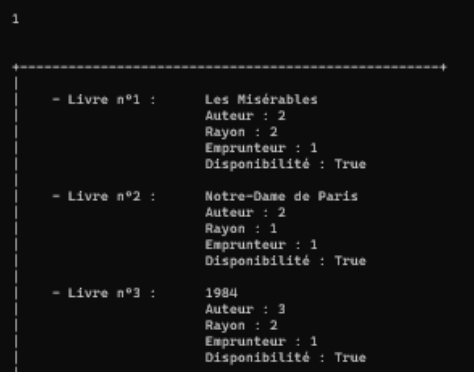 1
- Livre n°1 : Les Misérables
Auteur : 2
Rayon : 2
Emprunteur : 1
Disponibilité : True
- Livre n°2 : Notre-Dame de Paris
Auteur : 2
Rayon : 1
Emprunteur : 1
Disponibilité : True
- Livre n°3 : 1984
Auteur : 3
Rayon : 2
Emprunteur : 1
Disponibilité : True